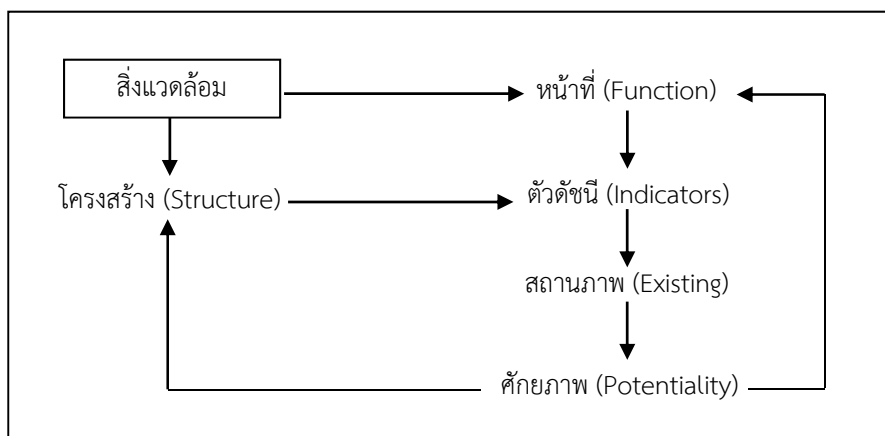 สิ่งแวดล้อม
หน้าที่ (Function)
โครงสร้าง (Structure)
ตัวดัชนี (Indicators)
สถานภาพ (Existing)
ศักยภาพ (Potentiality)